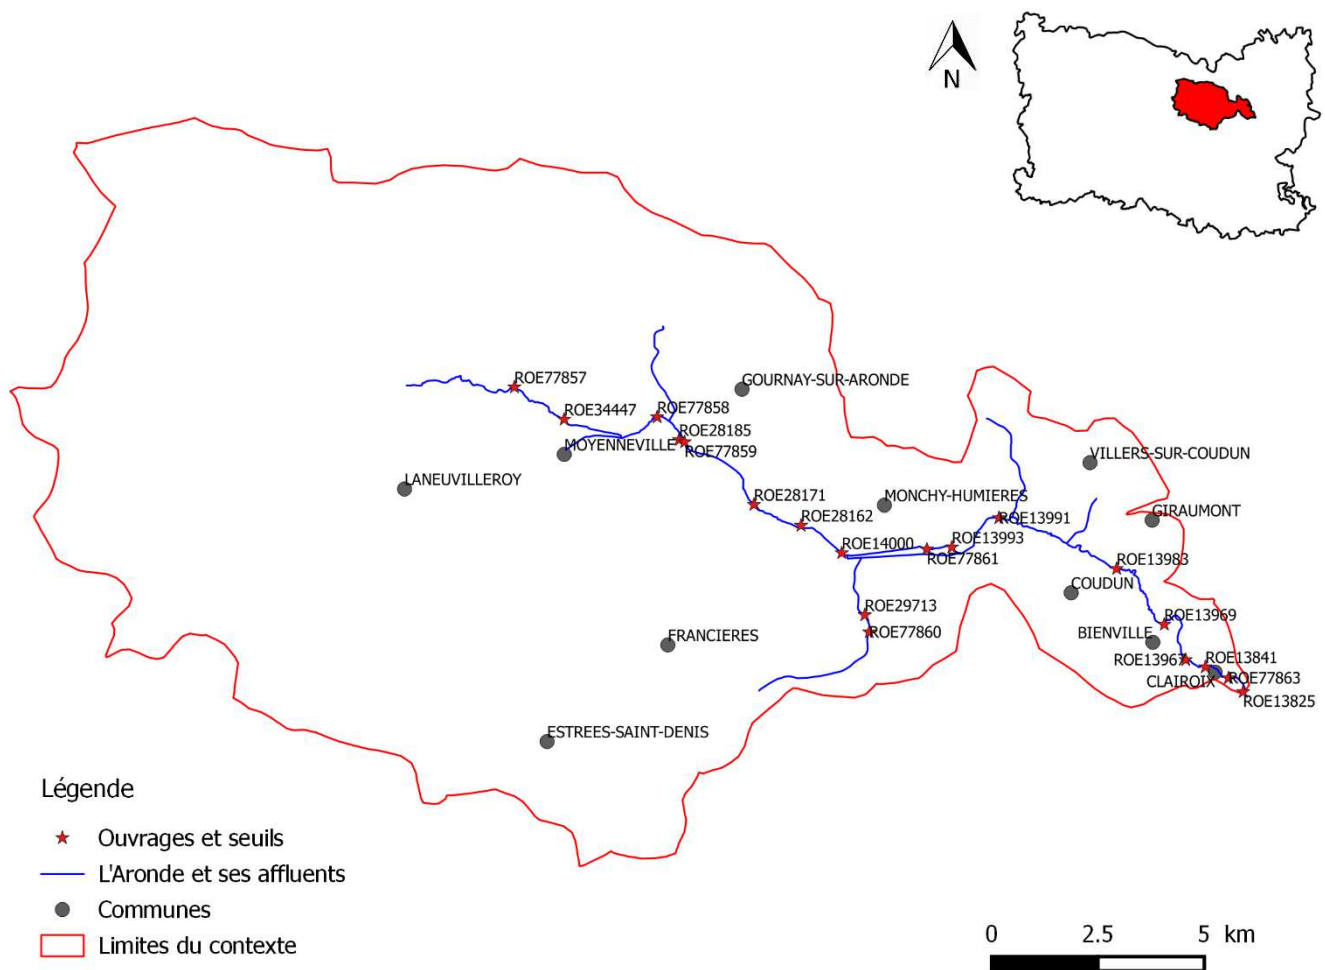 N
ROE77857
GOURNAY-SUR-ARONDE
ROE34447
ROE77858
ROE28185
MOYENNEVILLE
ROE77859
VILLERS-SUR-COUDUN
LANEUVILLEROY
ROE28171
MONCHY-HUMIERES
ROE28162
ROE13991
GIRAUMONT
ROE14000
ROE13993
ROE77861
ROE13983
COUDUN
ROE29713
ROE13969
ROE77860
FRANCIERES
BIENVILLE
ROE13967
ROE13841
CLAIROIX
ROE77863
ROE13825
ESTREES-SAINT-DENIS
Légende
Ouvrages et seuils
L'Aronde et ses affluents
Communes
Limites du contexte
0 2.5 5 km